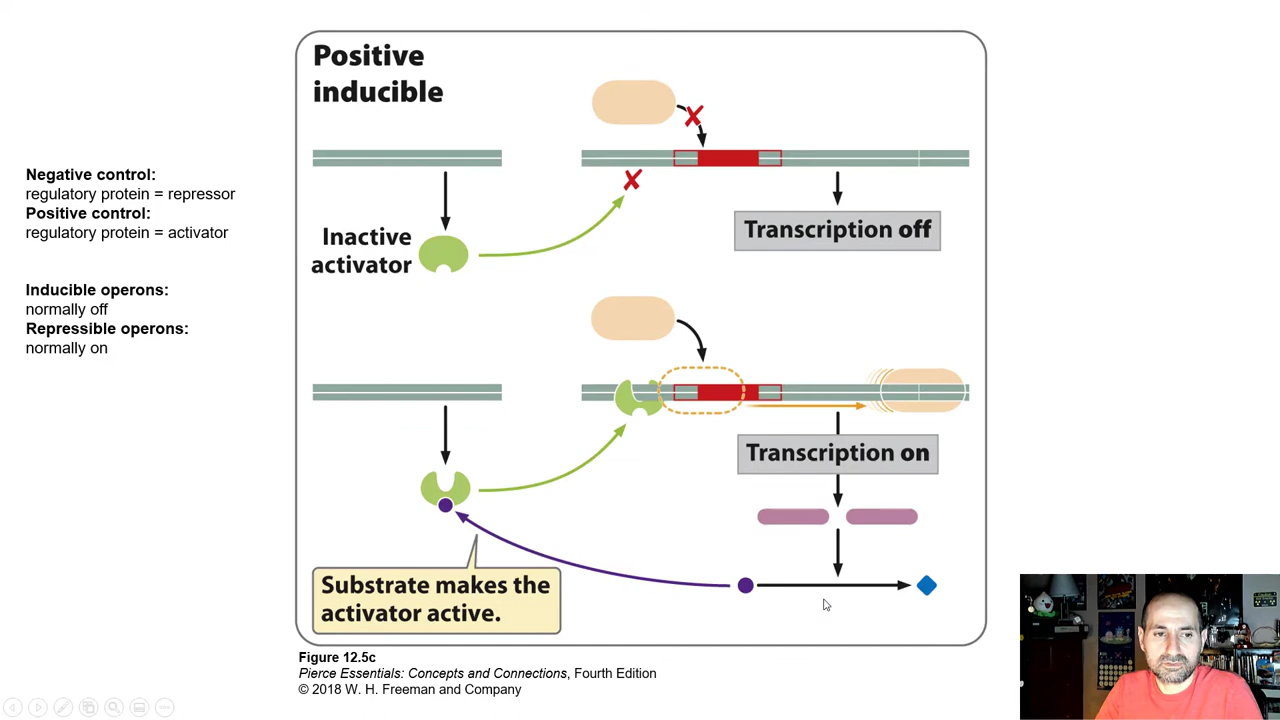 Positive
inducible
Negative control:
regulatory protein = repressor
Positive control:
regulatory protein = activator
Inducible operons:
normally off
Repressible operons:
normally on
Inactive
activator
Transcription off
Transcription on
Substrate makes the
activator active.
Figure 12.5c
Pierce Essentials: Concepts and Connections, Fourth Edition
© 2018 W. H. Freeman and Company